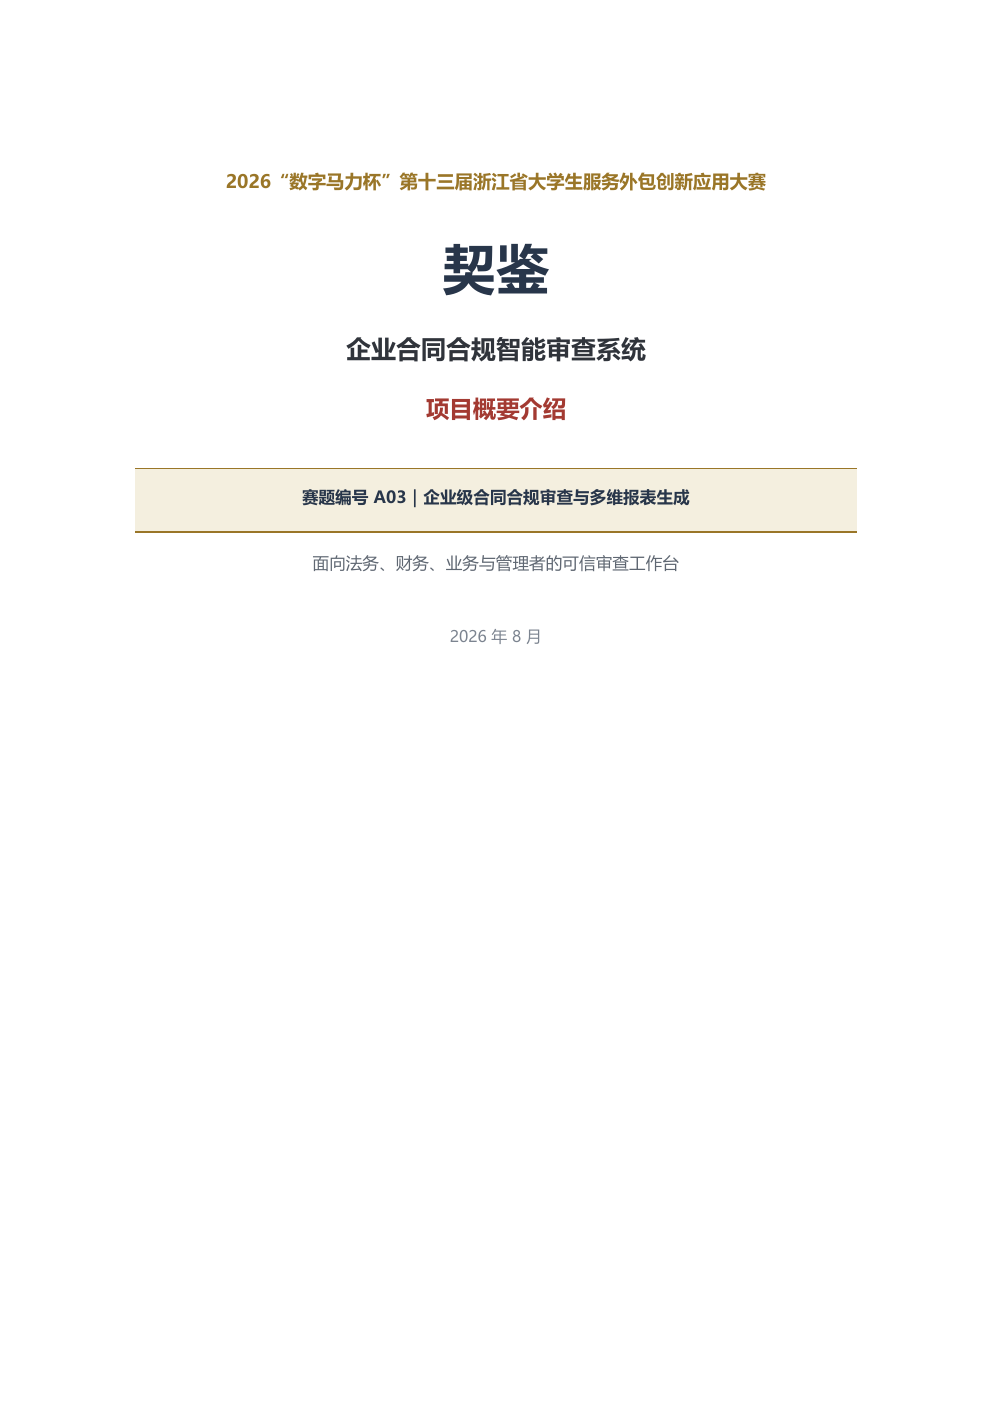 2026“数字马力杯”第十三届浙江省大学生服务外包创新应用大赛
契鉴
企业合同合规智能审查系统
项目概要介绍
赛题编号 A03｜企业级合同合规审查与多维报表生成
面向法务、财务、业务与管理者的可信审查工作台
2026 年 8 月